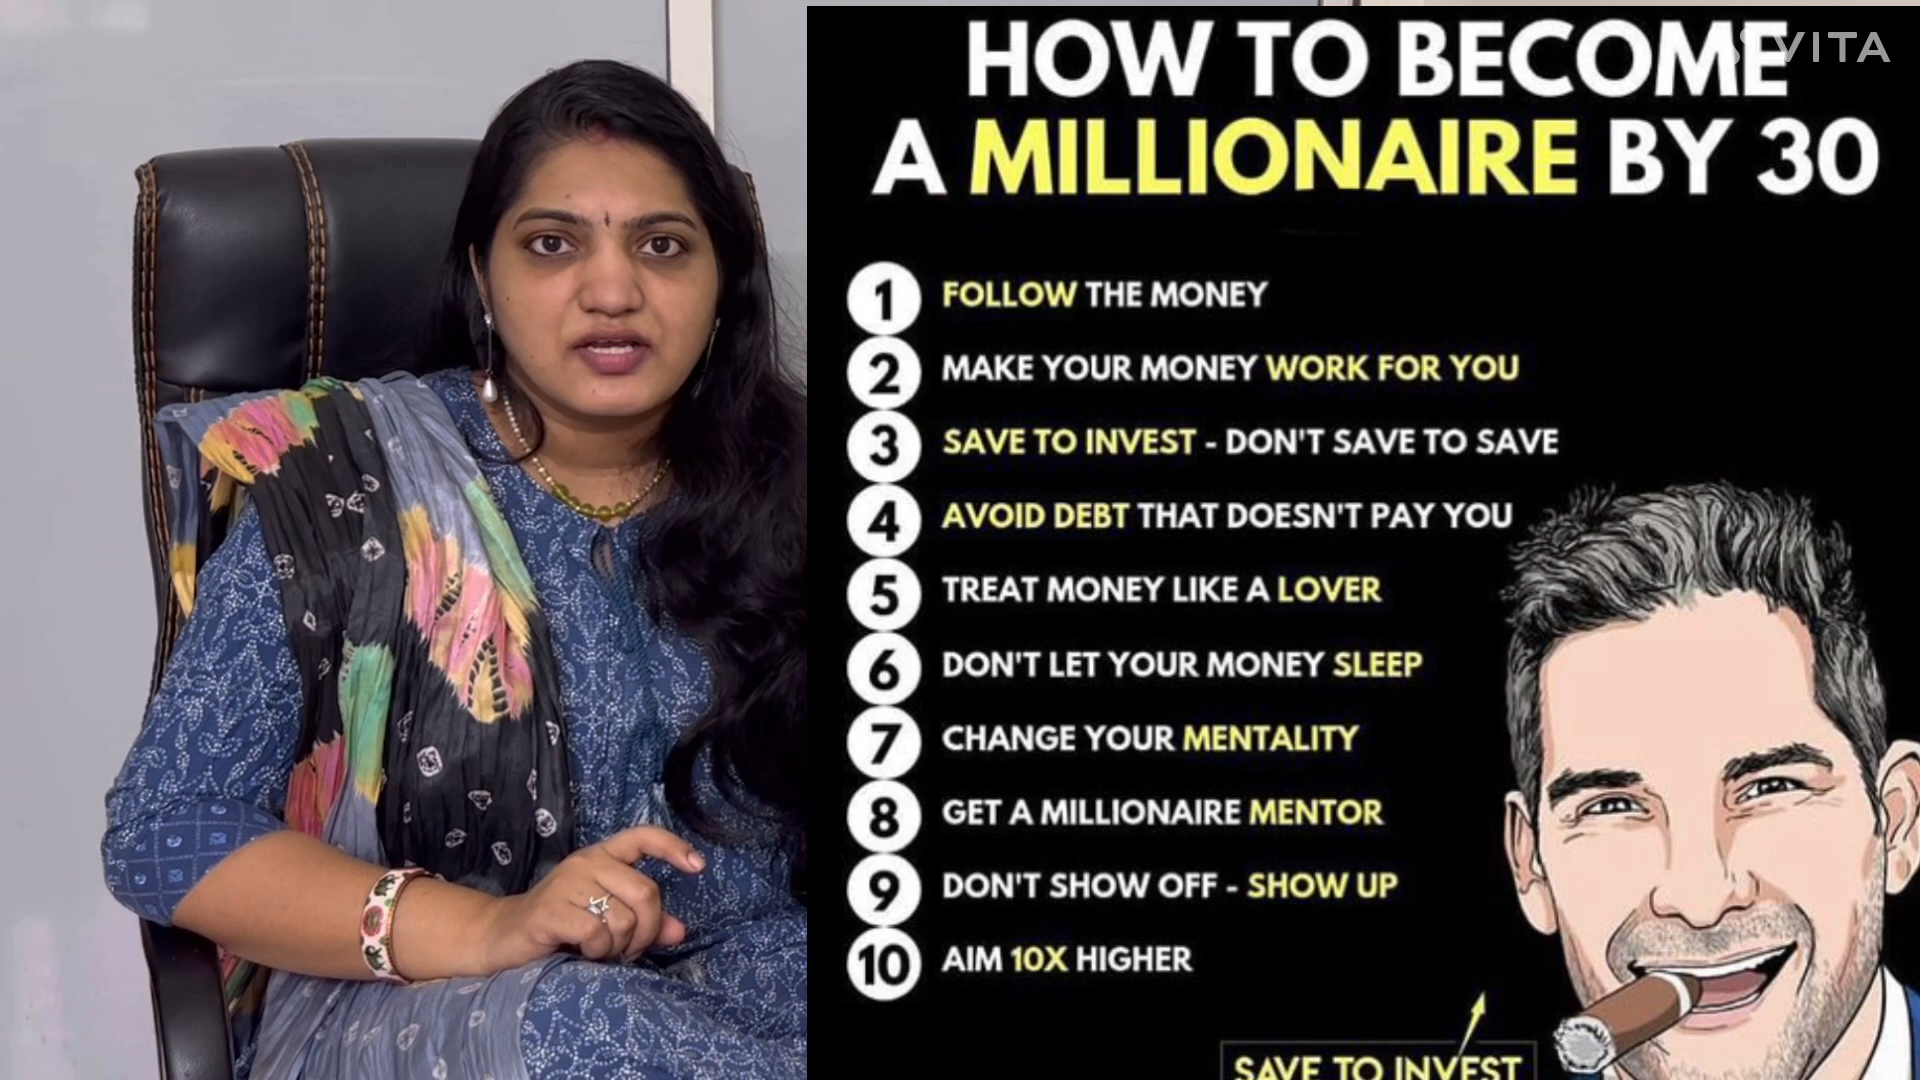 HOW TO BECOME
VITA
A MILLIONAIRE BY 30
1 FOLLOW THE MONEY
2 MAKE YOUR MONEY WORK FOR YOU
3 SAVE TO INVEST - DON'T SAVE TO SAVE
4 AVOID DEBT THAT DOESN'T PAY YOU
5 TREAT MONEY LIKE A LOVER
6 DON'T LET YOUR MONEY SLEEP
7 CHANGE YOUR MENTALITY
8 GET A MILLIONAIRE MENTOR
9 DON'T SHOW OFF - SHOW UP
10 AIM 10X HIGHER
SAVE TO INVEST